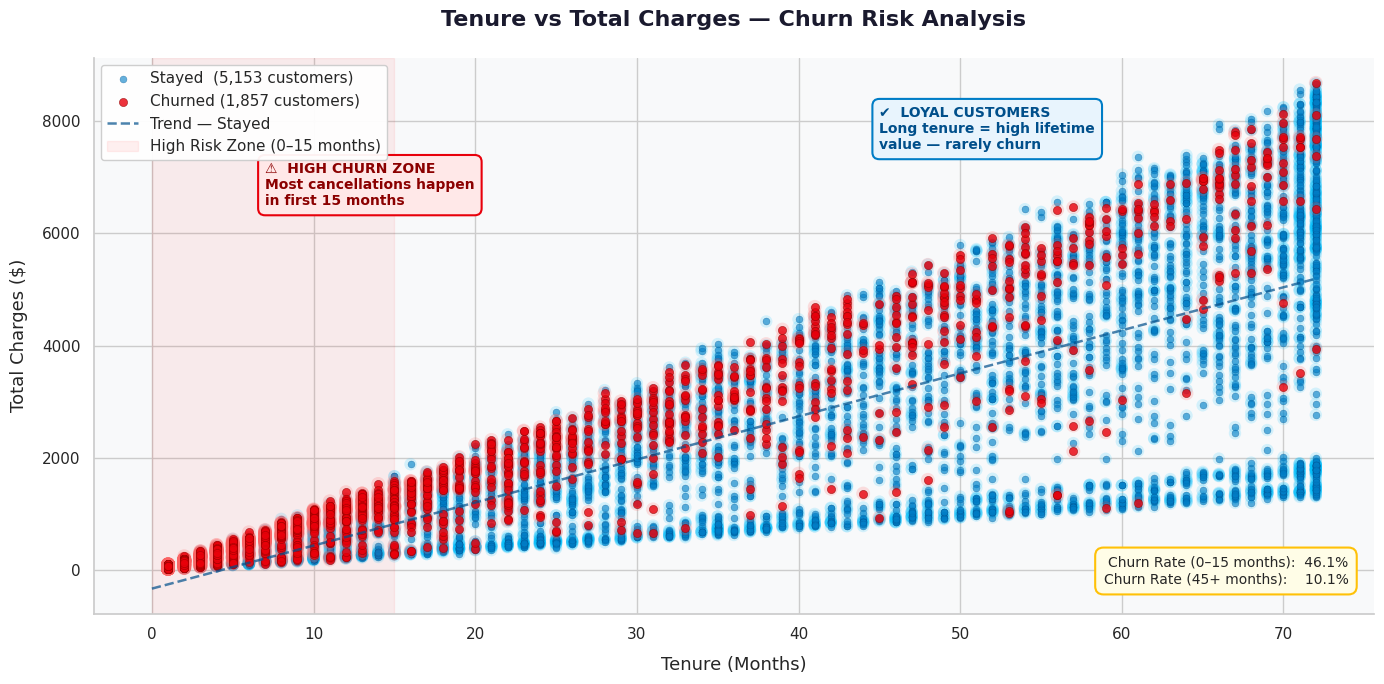 Tenure vs Total Charges — Churn Risk Analysis
Stayed  (5,153 customers)
Churned (1,857 customers)
Trend — Stayed
High Risk Zone (0–15 months)
⚠  HIGH CHURN ZONE
Most cancellations happen
in first 15 months
✔  LOYAL CUSTOMERS
Long tenure = high lifetime
value — rarely churn
Total Charges ($)
8000
6000
4000
2000
0
Churn Rate (0–15 months):  46.1%
Churn Rate (45+ months):    10.1%
0 10 20 30 40 50 60 70
Tenure (Months)